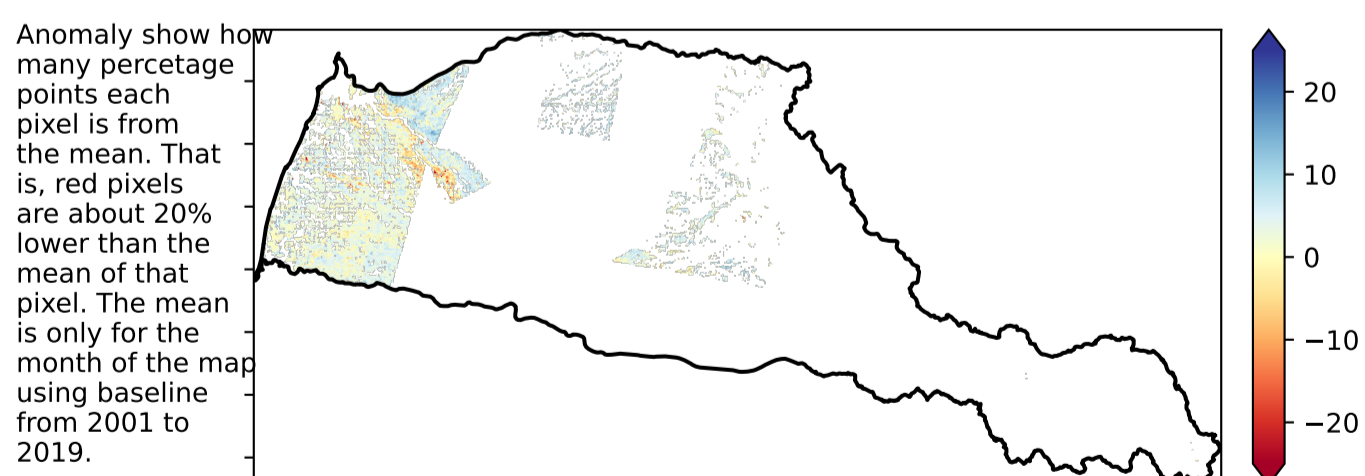 Anomaly show how
many percetage
points each
pixel is from
the mean. That
is, red pixels
are about 20%
lower than the
mean of that
pixel. The mean
is only for the
month of the map
using baseline
from 2001 to
2019.
20
10
0
−10
−20